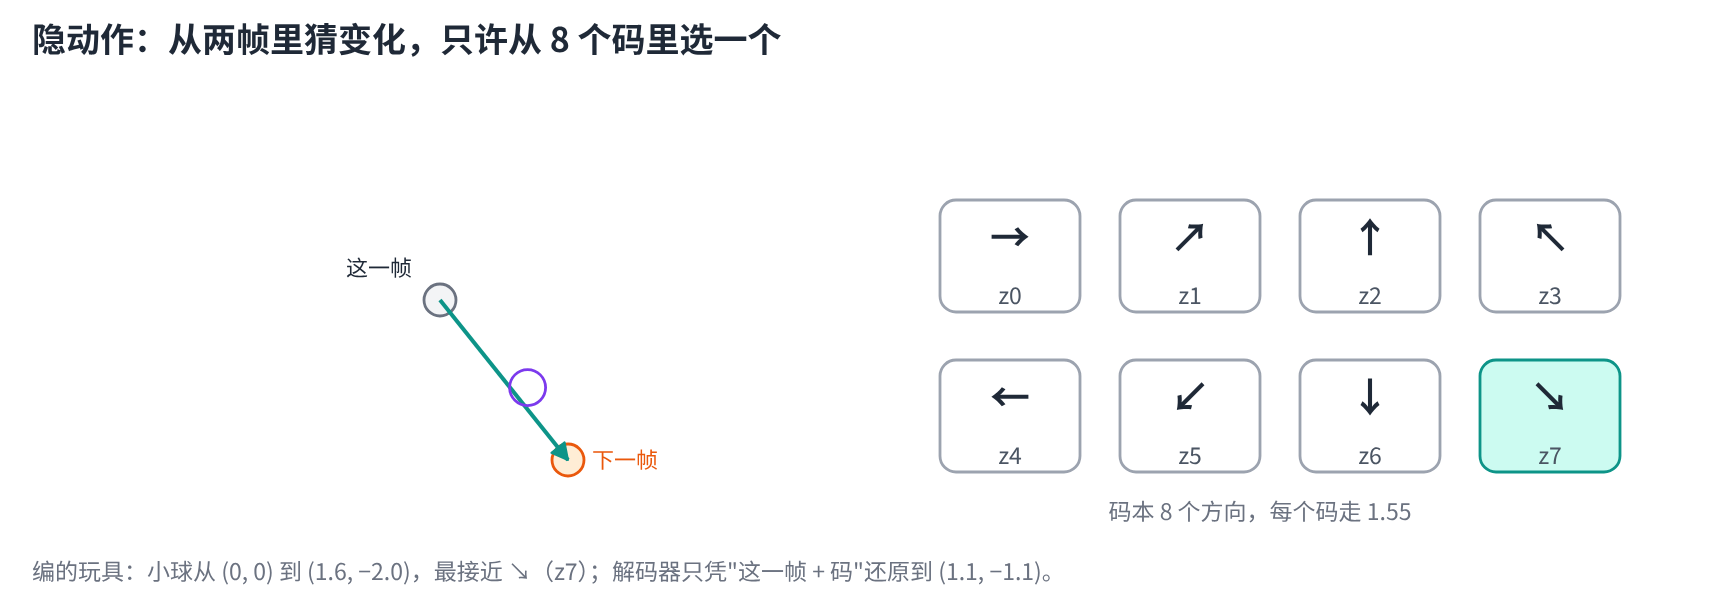 隐动作：从两帧里猜变化，只许从 8 个码里选一个
这一帧
下一帧
→ ↗ ↑ ↖
z0 z1 z2 z3
← ↙ ↓ ↘
z4 z5 z6 z7
码本 8 个方向，每个码走 1.55
编的玩具：小球从 (0, 0) 到 (1.6, −2.0)，最接近 ↘（z7）；解码器只凭"这一帧 + 码"还原到 (1.1, −1.1)。